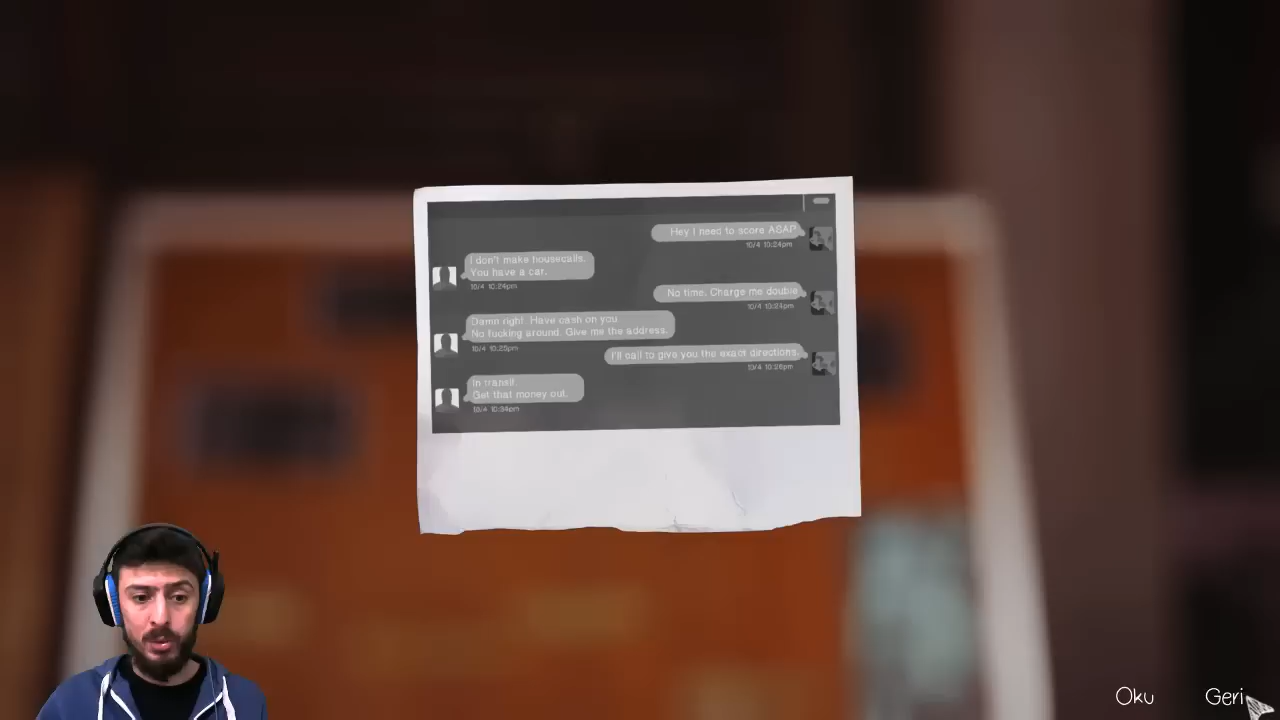 Hey I need to score ASAP
10/4 10:24pm
I don't make housecalls.
You have a car.
10/4 10:24pm
No time. Charge me double
10/4 10:25pm
Damn right. Have cash on you
No fucking around. Give me the address.
10/4 10:25pm
I'll call to give you the exact directions.
10/4 10:26pm
In transit.
Get that money out.
10/4 10:34pm
Oku
Geri